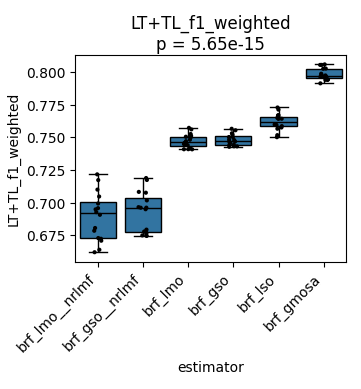 LT+TL_f1_weighted
p = 5.65e-15
LT+TL_f1_weighted
0.800
0.775
0.750
0.725
0.700
0.675
brf_lmo__nrlmf
brf_gso__nrlmf
brf_lmo
brf_gso
brf_lso
brf_gmosa
estimator